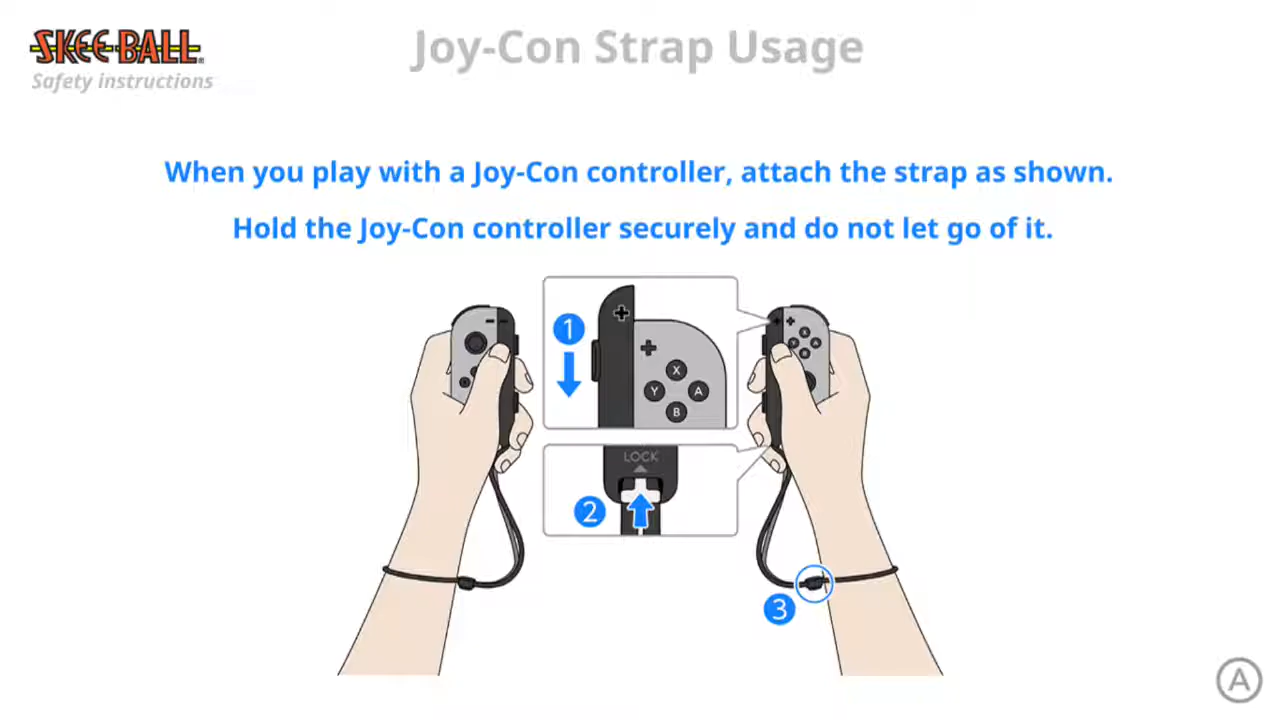 SKEE-BALL
Safety instructions
Joy-Con Strap Usage
When you play with a Joy-Con controller, attach the strap as shown.
Hold the Joy-Con controller securely and do not let go of it.
1
X
Y A
B
LOCK
2
3
X
Y A
B
A